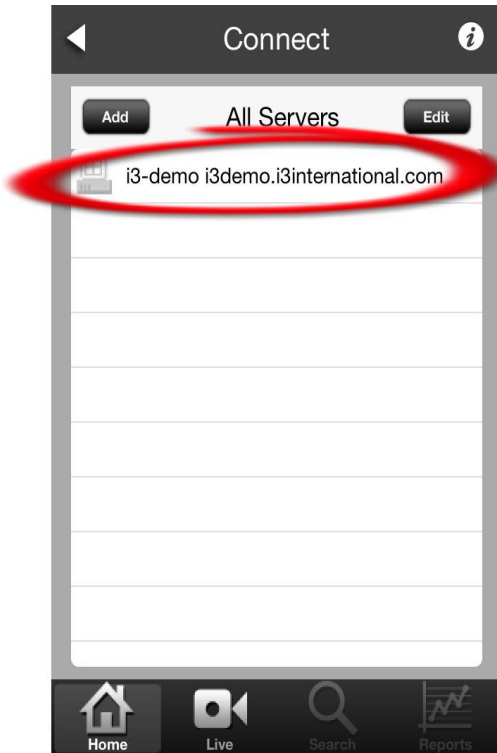 Connect
i
Add All Servers Edit
i3-demo i3demo.i3international.com
Home Live Search Reports